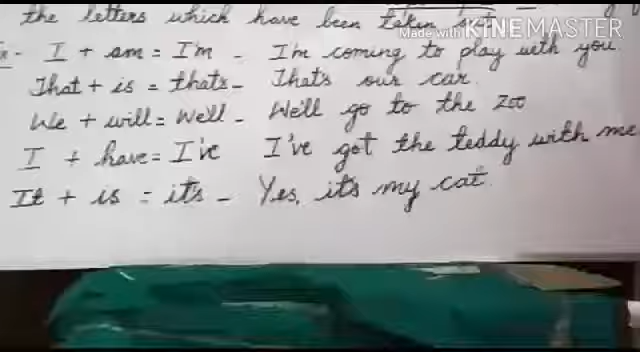 the letters which have been taken out
Made with KINEMASTER
I + am = I'm - I'm coming to play with you.
That + is = that's - That's our car.
We + will = We'll - We'll go to the zoo
I + have = I've I've got the teddy with me
It + is = it's - Yes, it's my cat.